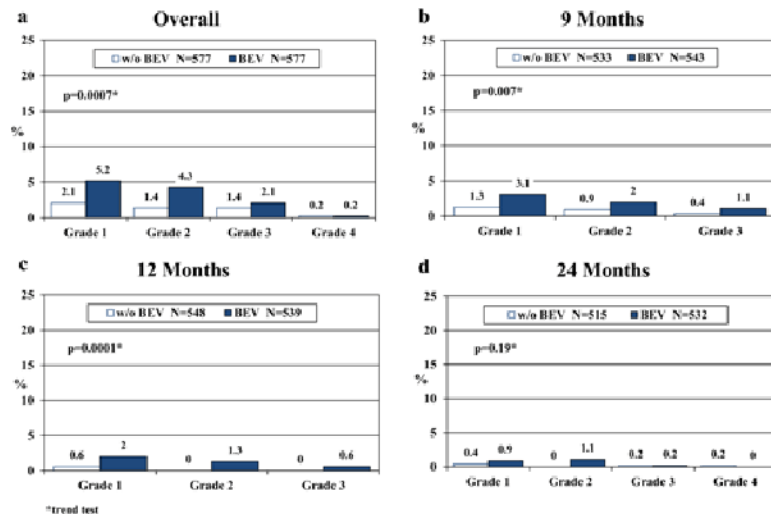 a Overall
w/o BEV N=577 BEV N=577
p=0.0007*
%
25
20
15
10
5
0
2.1 5.2 1.4 4.3 1.4 2.1 0.2 0.2
Grade 1 Grade 2 Grade 3 Grade 4
b 9 Months
w/o BEV N=533 BEV N=543
p=0.007*
%
25
20
15
10
5
0
1.3 3.1 0.9 2 0.4 1.1
Grade 1 Grade 2 Grade 3
c 12 Months
w/o BEV N=548 BEV N=539
p=0.0001*
%
25
20
15
10
5
0
0.6 2 0 1.3 0 0.6
Grade 1 Grade 2 Grade 3
*trend test
d 24 Months
w/o BEV N=515 BEV N=532
p=0.19*
%
25
20
15
10
5
0
0.4 0.9 0 1.1 0.2 0.2 0.2 0
Grade 1 Grade 2 Grade 3 Grade 4